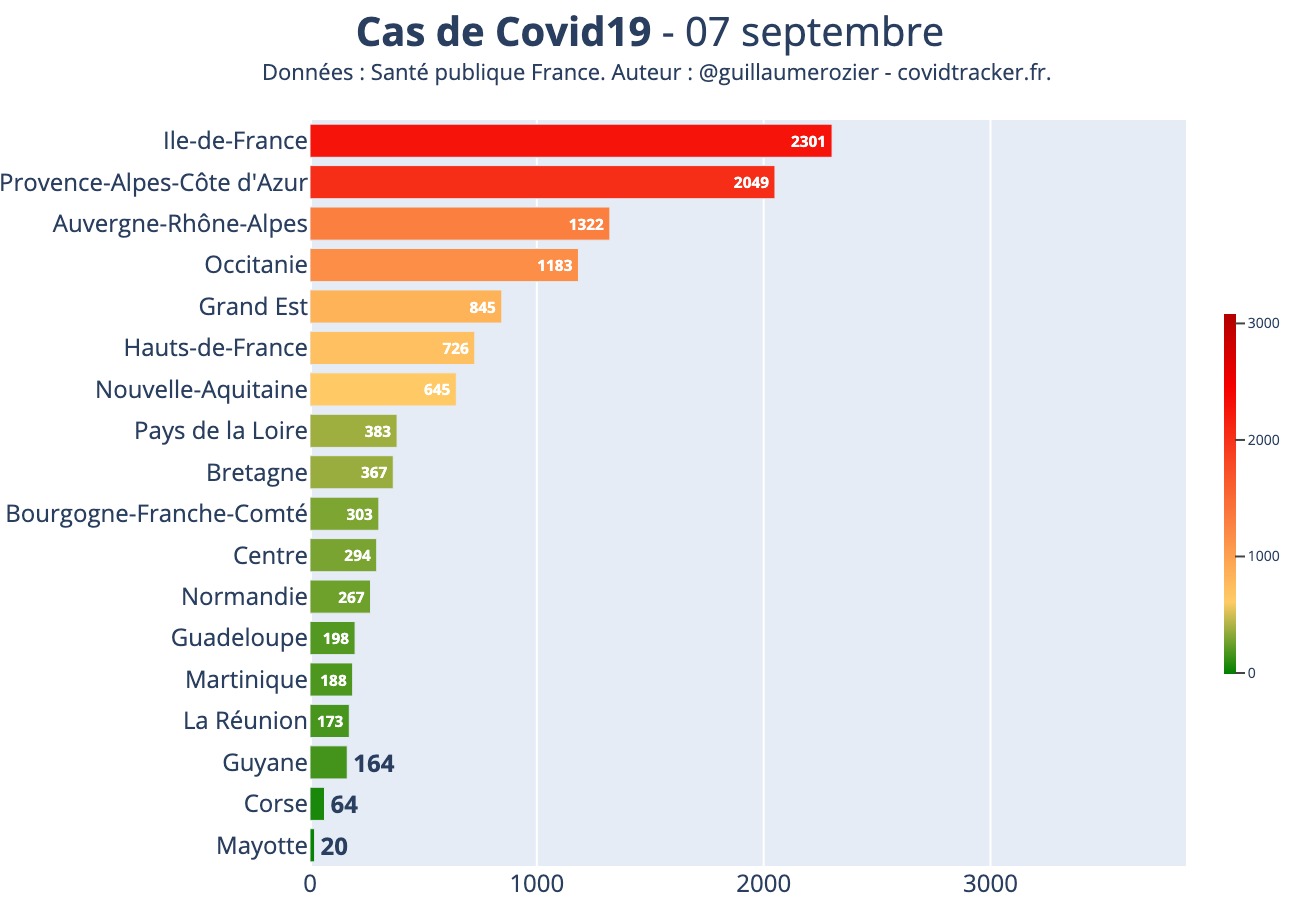 Cas de Covid19 - 07 septembre
Données : Santé publique France. Auteur : @guillaumerozier - covidtracker.fr.
Ile-de-France 2301
Provence-Alpes-Côte d'Azur 2049
Auvergne-Rhône-Alpes 1322
Occitanie 1183
Grand Est 845
Hauts-de-France 726
Nouvelle-Aquitaine 645
Pays de la Loire 383
Bretagne 367
Bourgogne-Franche-Comté 303
Centre 294
Normandie 267
Guadeloupe 198
Martinique 188
La Réunion 173
Guyane 164
Corse 64
Mayotte 20
0 1000 2000 3000
3000
2000
1000
0